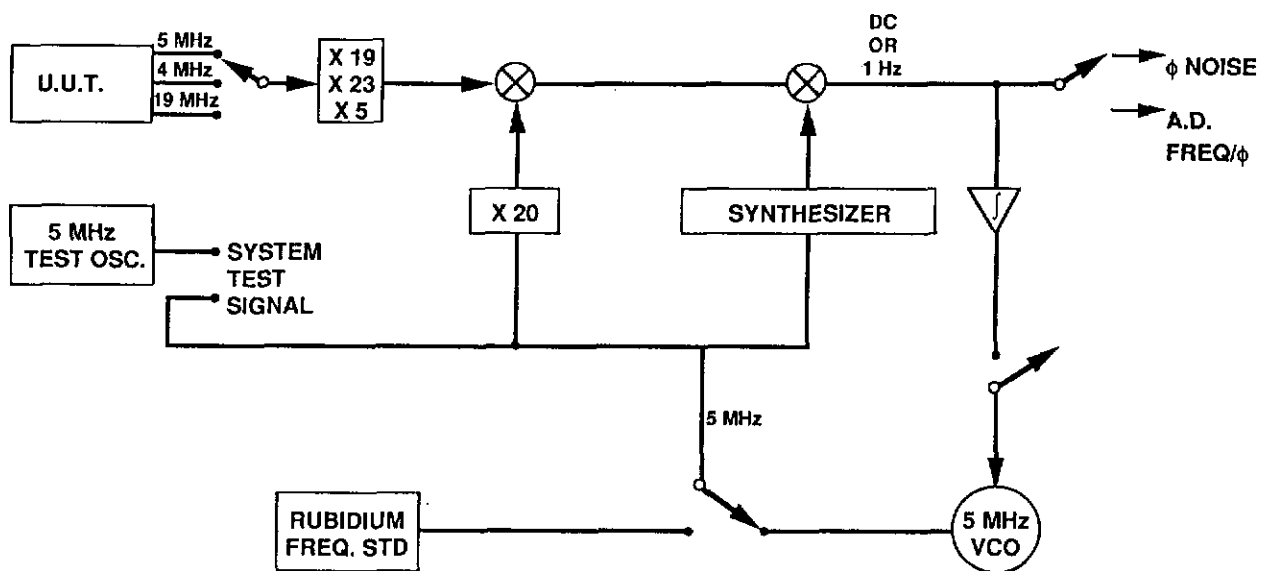 U.U.T.
5 MHz
4 MHz
19 MHz
X 19
X 23
X 5
DC
OR
1 Hz
ϕ NOISE
A.D.
FREQ/ϕ
5 MHz
TEST OSC.
SYSTEM
TEST
SIGNAL
X 20
SYNTHESIZER
∫
5 MHz
RUBIDIUM
FREQ. STD
5 MHz
VCO